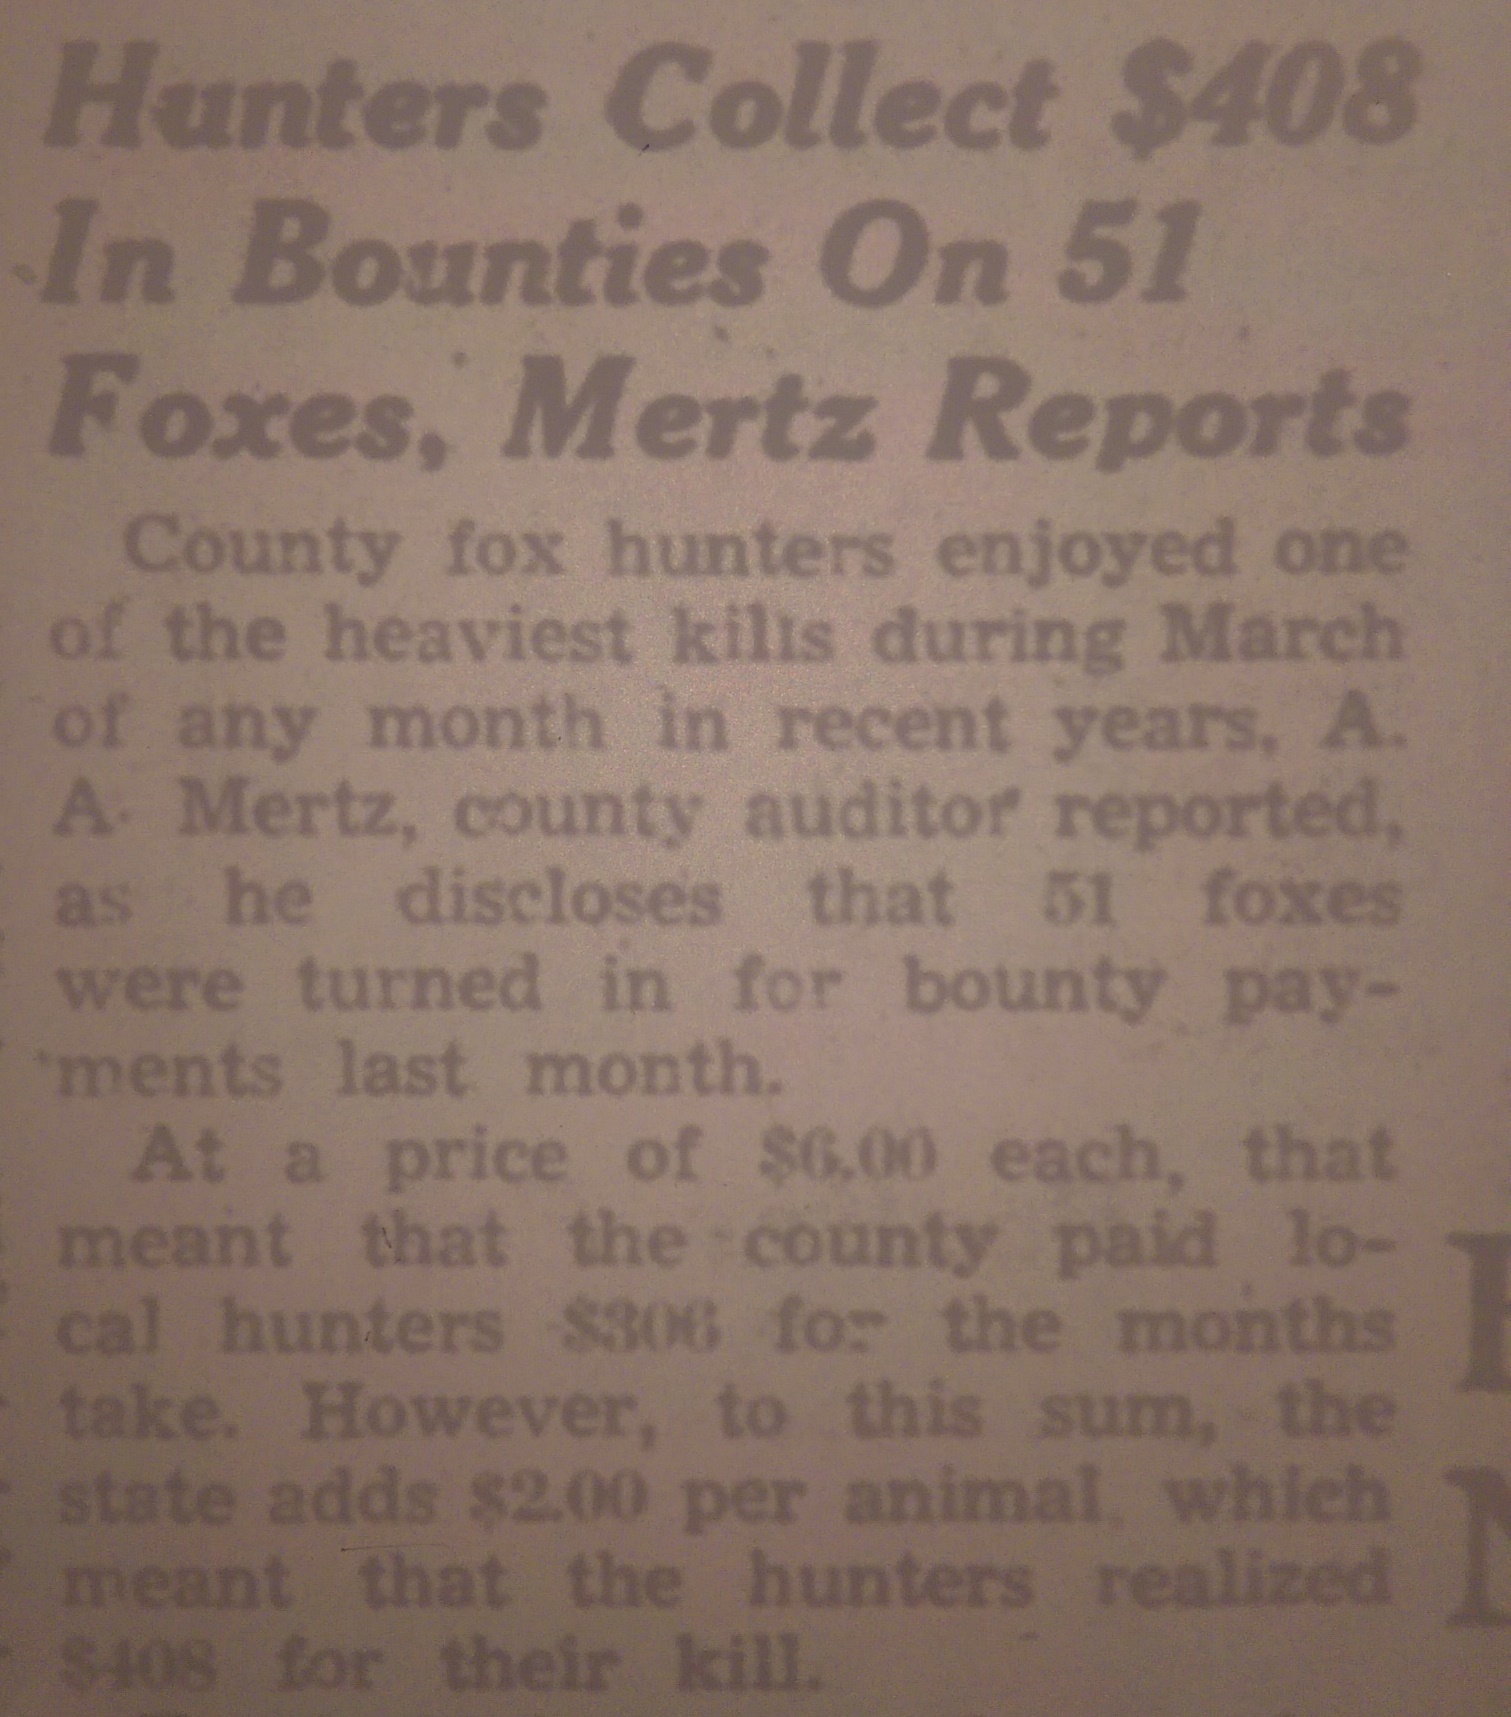 Hunters Collect $408
In Bounties On 51
Foxes, Mertz Reports
County fox hunters enjoyed one
of the heaviest kills during March
of any month in recent years, A.
A. Mertz, county auditor reported,
as he discloses that 51 foxes
were turned in for bounty pay-
ments last month.
At a price of $6.00 each, that
meant that the county paid lo-
cal hunters $306 for the months
take. However, to this sum, the
state adds $2.00 per animal, which
meant that the hunters realized
$408 for their kill.